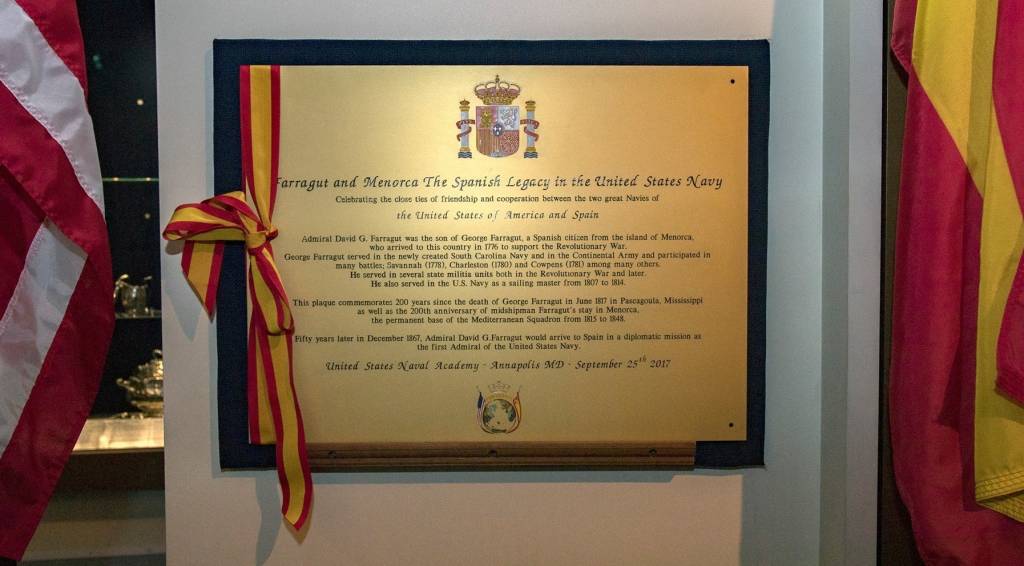 Farragut and Menorca The Spanish Legacy in the United States Navy
Celebrating the close ties of friendship and cooperation between the two great Navies of
the United States of America and Spain
Admiral David G. Farragut was the son of George Farragut, a Spanish citizen from the island of Menorca,
who arrived to this country in 1776 to support the Revolutionary War.
George Farragut served in the newly created South Carolina Navy and in the Continental Army and participated in
many battles; Savannah (1778), Charleston (1780) and Cowpens (1781) among many others.
He served in several state militia units both in the Revolutionary War and later.
He also served in the U.S. Navy as a sailing master from 1807 to 1814.
This plaque commemorates 200 years since the death of George Farragut in June 1817 in Pascagoula, Mississippi
as well as the 200th anniversary of midshipman Farragut's stay in Menorca,
the permanent base of the Mediterranean Squadron from 1815 to 1848.
Fifty years later in December 1867, Admiral David G.Farragut would arrive to Spain in a diplomatic mission as
the first Admiral of the United States Navy.
United States Naval Academy - Annapolis MD - September 25th 2017